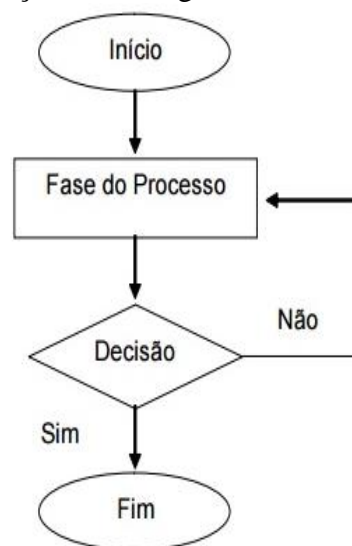 Início
Fase do Processo
Não
Decisão
Sim
Fim